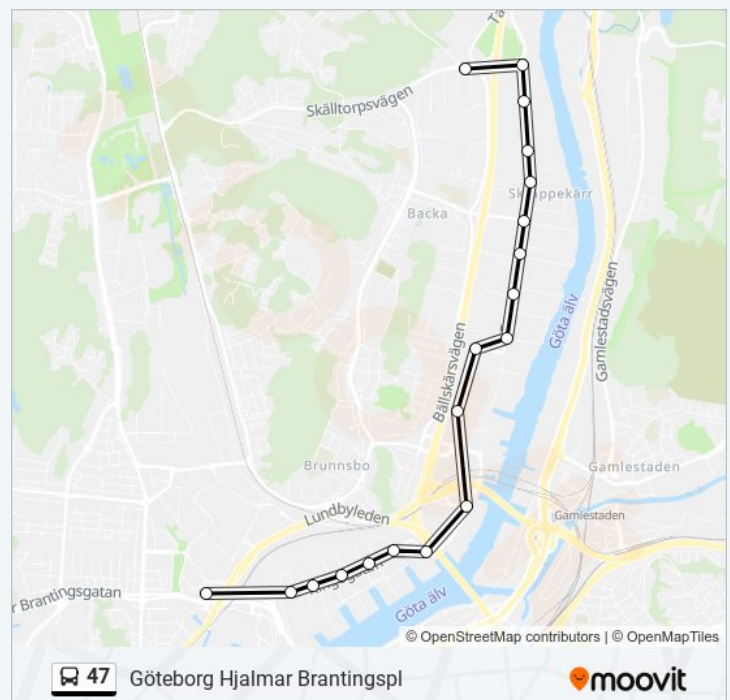 Skälltorpsvägen
Backa
Gamlestadsvägen
Göta älv
Bällskärsvägen
Brunnsbo
Gamlestaden
Lundbyleden
Gamlestaden
Brantingsgatan
Göta älv
© OpenStreetMap contributors | © OpenMapTiles
47 Göteborg Hjalmar Brantingspl
moovit